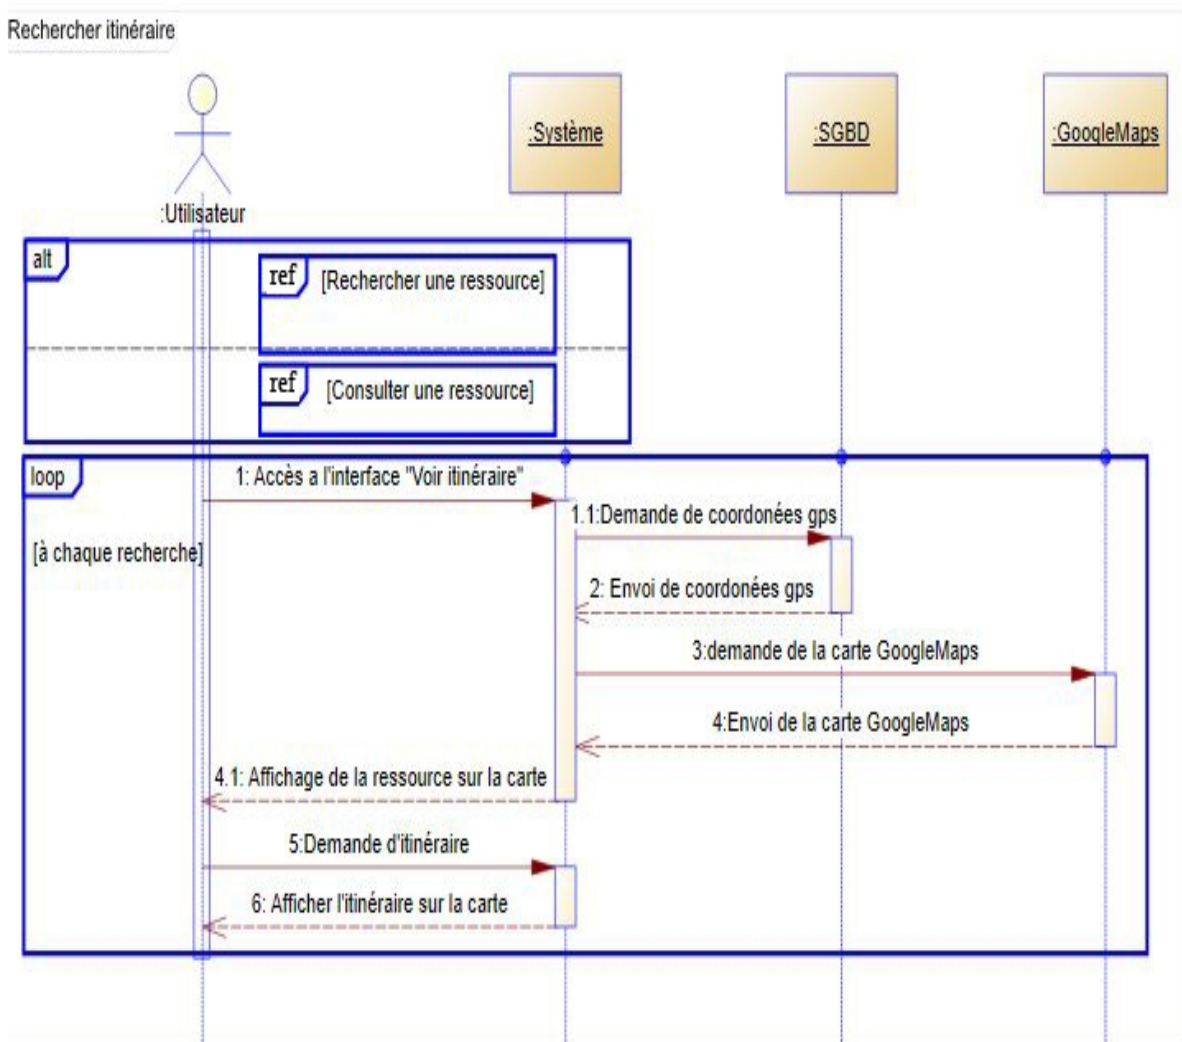 Rechercher itinéraire
:Système
:SGBD
:GoogleMaps
:Utilisateur
alt
ref
[Rechercher une ressource]
ref
[Consulter une ressource]
loop
1: Accès a l'interface "Voir itinéraire"
1.1:Demande de coordonées gps
[à chaque recherche]
2: Envoi de coordonées gps
3:demande de la carte GoogleMaps
4:Envoi de la carte GoogleMaps
4.1: Affichage de la ressource sur la carte
5:Demande d'itinéraire
6: Afficher l'itinéraire sur la carte